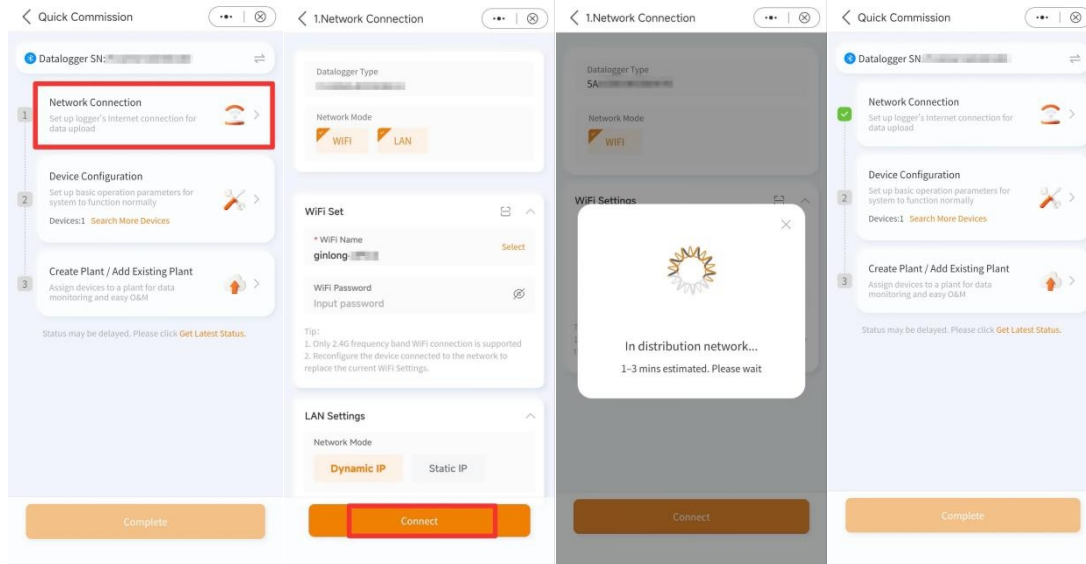 Quick Commission
Datalogger SN:
1
Network Connection
Set up logger's Internet connection for
data upload
2
Device Configuration
Set up basic operation parameters for
system to function normally
Devices:1 Search More Devices
3
Create Plant / Add Existing Plant
Assign devices to a plant for data
monitoring and easy O&M
Status may be delayed. Please click Get Latest Status.
Complete
1.Network Connection
Datalogger Type
Network Mode
WIFI LAN
WiFi Set
* WiFi Name
ginlong-
Select
WiFi Password
Input password
Tip:
1. Only 2.4G frequency band WiFi connection is supported
2. Reconfigure the device connected to the network to
replace the current WiFi Settings.
LAN Settings
Network Mode
Dynamic IP Static IP
Connect
1.Network Connection
Datalogger Type
5A
Network Mode
WIFI
WiFi Settings
In distribution network...
1-3 mins estimated. Please wait
Connect
Quick Commission
Datalogger SN
Network Connection
Set up logger's Internet connection for
data upload
2
Device Configuration
Set up basic operation parameters for
system to function normally
Devices:1 Search More Devices
3
Create Plant / Add Existing Plant
Assign devices to a plant for data
monitoring and easy O&M
Status may be delayed. Please click Get Latest Status.
Complete